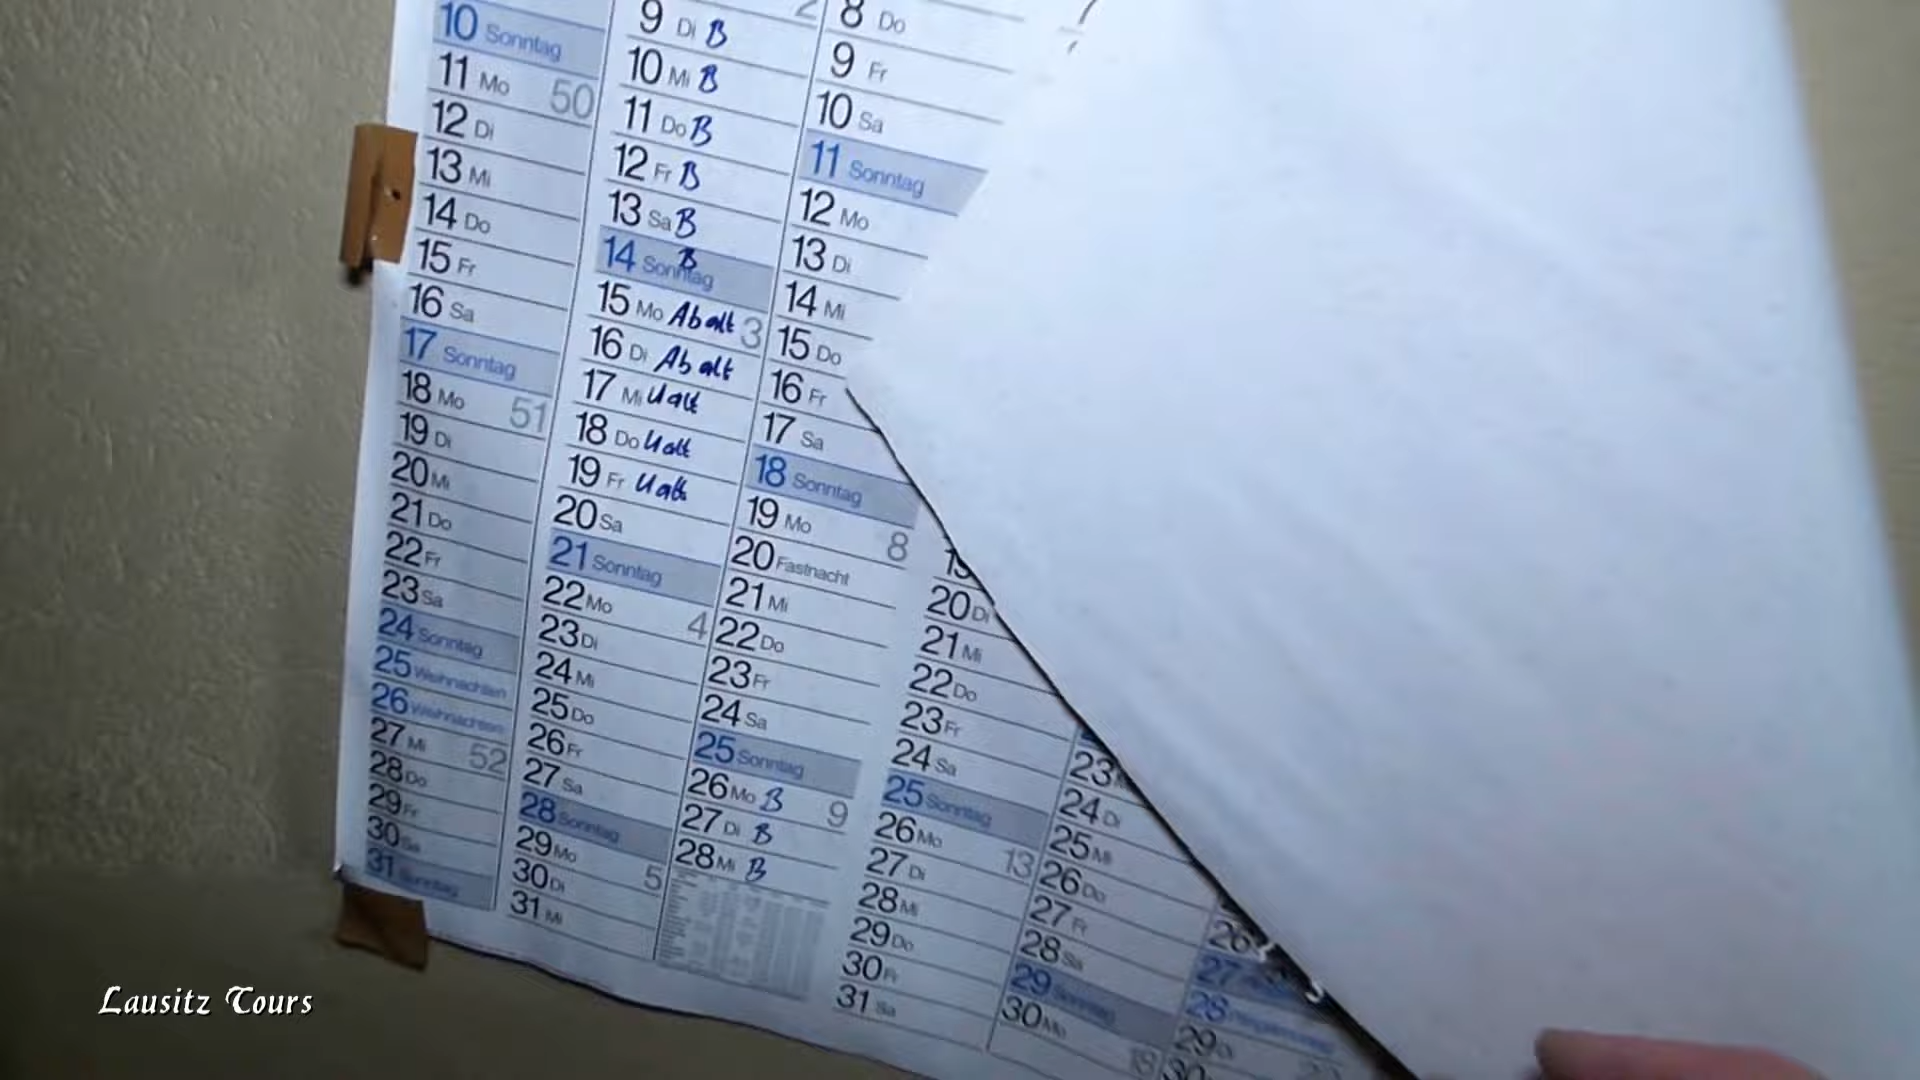 10 Sonntag
11 Mo 50
12 Di
13 Mi
14 Do
15 Fr
16 Sa
17 Sonntag
18 Mo 51
19 Di
20 Mi
21 Do
22 Fr
23 Sa
24 Sonntag
25 Weihnachten
26 Weihnachten
27 Mi 52
28 Do
29 Fr
30 Sa
31 Sonntag
2
9 Di B
10 Mi B
11 Do B
12 Fr B
13 Sa B
14 Sonntag B
15 Mo Ab alt 3
16 Di Ab alt
17 Mi U alt
18 Do U alt
19 Fr U alt
20 Sa
21 Sonntag
22 Mo 4
23 Di
24 Mi
25 Do
26 Fr
27 Sa
28 Sonntag
29 Mo 5
30 Di
31 Mi
8 Do
9 Fr
10 Sa
11 Sonntag
12 Mo
13 Di
14 Mi
15 Do
16 Fr
17 Sa
18 Sonntag
19 Mo 8
20 Fastnacht
21 Mi
22 Do
23 Fr
24 Sa
25 Sonntag
26 Mo B 9
27 Di B
28 Mi B
19
20 Di
21 Mi
22 Do
23 Fr
24 Sa
25 Sonntag
26 Mo 13
27 Di
28 Mi
29 Do
30 Fr
31 Sa
23
24 Di
25 Mi
26 Do
27 Fr
28 Sa
29 Sonntag
30 Mo 18
26
27
28
29
30
Lausitz Tours